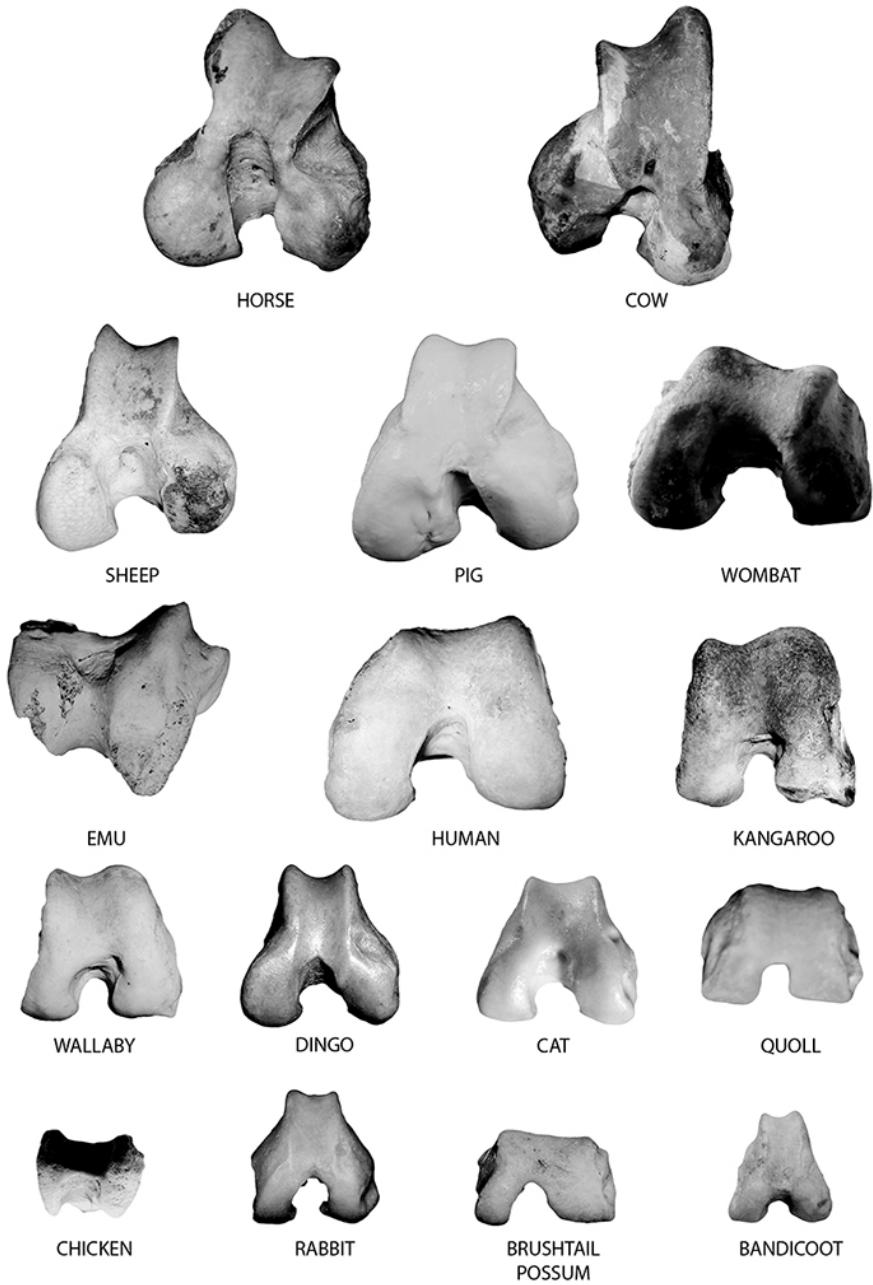 HORSE
COW
SHEEP
PIG
WOMBAT
EMU
HUMAN
KANGAROO
WALLABY
DINGO
CAT
QUOLL
CHICKEN
RABBIT
BRUSHTAIL
POSSUM
BANDICOOT